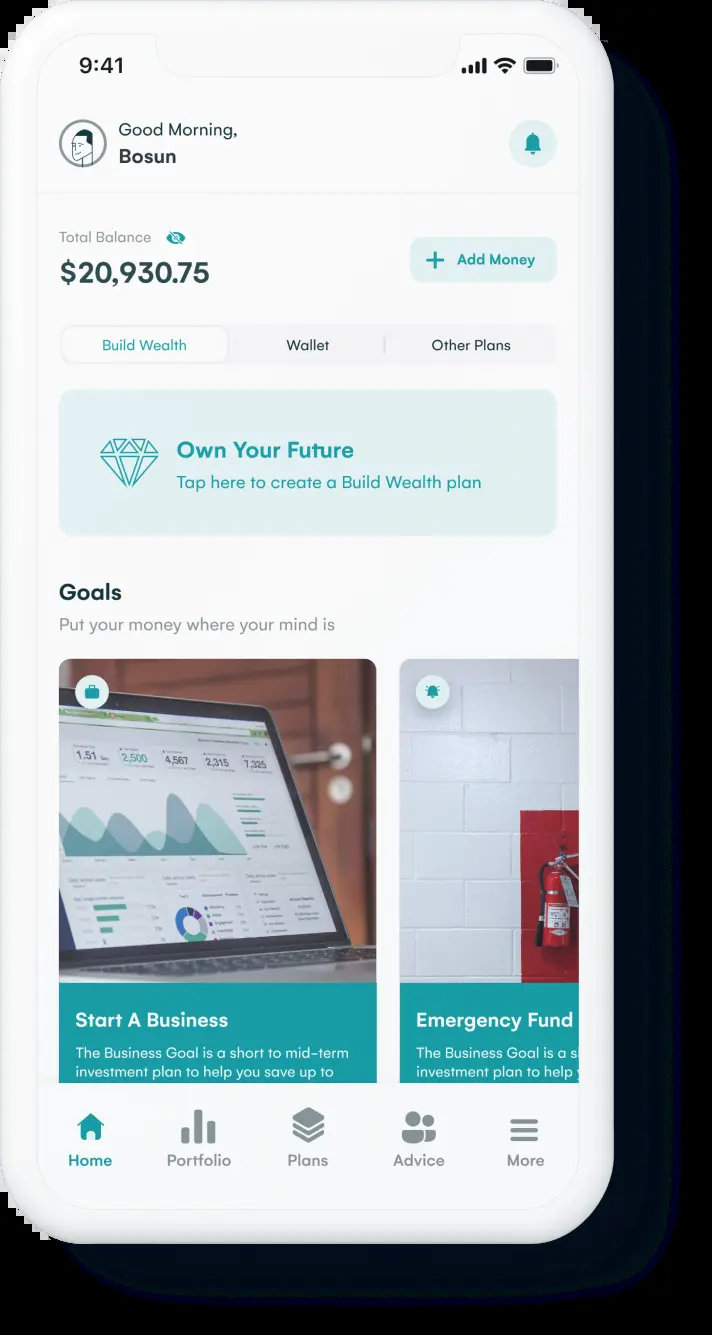 9:41
Good Morning,
Bosun
Total Balance
$20,930.75
Add Money
Build Wealth
Wallet
Other Plans
Own Your Future
Tap here to create a Build Wealth plan
Goals
Put your money where your mind is
1.51
2,500
4,567
2,315
7,325
Start A Business
The Business Goal is a short to mid-term
investment plan to help you save up to
Emergency Fund
The Business Goal is a
investment plan to help
Home
Portfolio
Plans
Advice
More